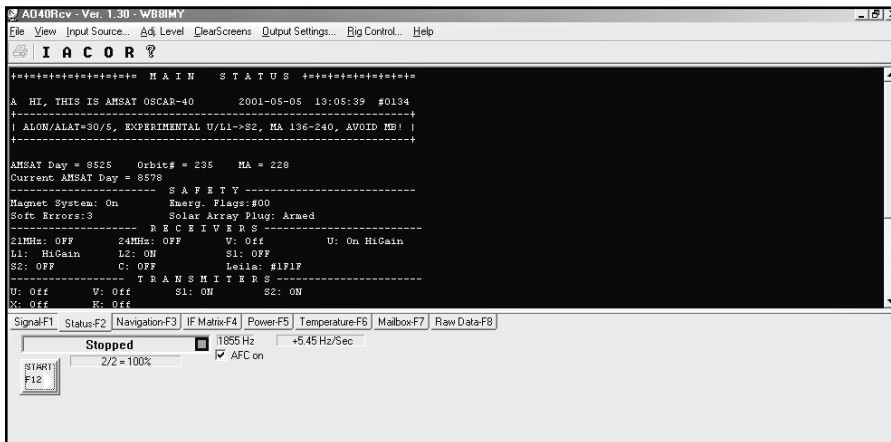 AO40Rcv - Ver. 1.30 - WB8IMY
File View Input Source... Adj. Level ClearScreens Output Settings... Rig Control... Help
I A C O R ?
+=+=+=+=+=+=+=+=+=+= M A I N S T A T U S +=+=+=+=+=+=+=+=+=
A HI, THIS IS AMSAT OSCAR-40 2001-05-05 13:05:39 #0134
+---------------------------------------------------------------+
| ALON/ALAT=30/5, EXPERIMENTAL U/L1->S2, MA 136-240, AVOID MB! |
+---------------------------------------------------------------+
AMSAT Day = 8525 Orbit# = 235 MA = 228
Current AMSAT Day = 8578
----------------------- S A F E T Y ---------------------------
Magnet System: On Emerg. Flags:#00
Soft Errors:3 Solar Array Plug: Armed
-------------------- R E C E I V E R S -------------------------
21MHz: OFF 24MHz: OFF V: Off U: On HiGain
L1: HiGain L2: ON S1: OFF
S2: OFF C: OFF Leila: #1F1F
------------------ T R A N S M I T E R S -----------------------
U: Off V: Off S1: ON S2: ON
X: Off K: Off
Signal-F1 Status-F2 Navigation-F3 IF Matrix-F4 Power-F5 Temperature-F6 Mailbox-F7 Raw Data-F8
Stopped 1855 Hz +5.45 Hz/Sec
2/2 = 100% AFC on
START
F12